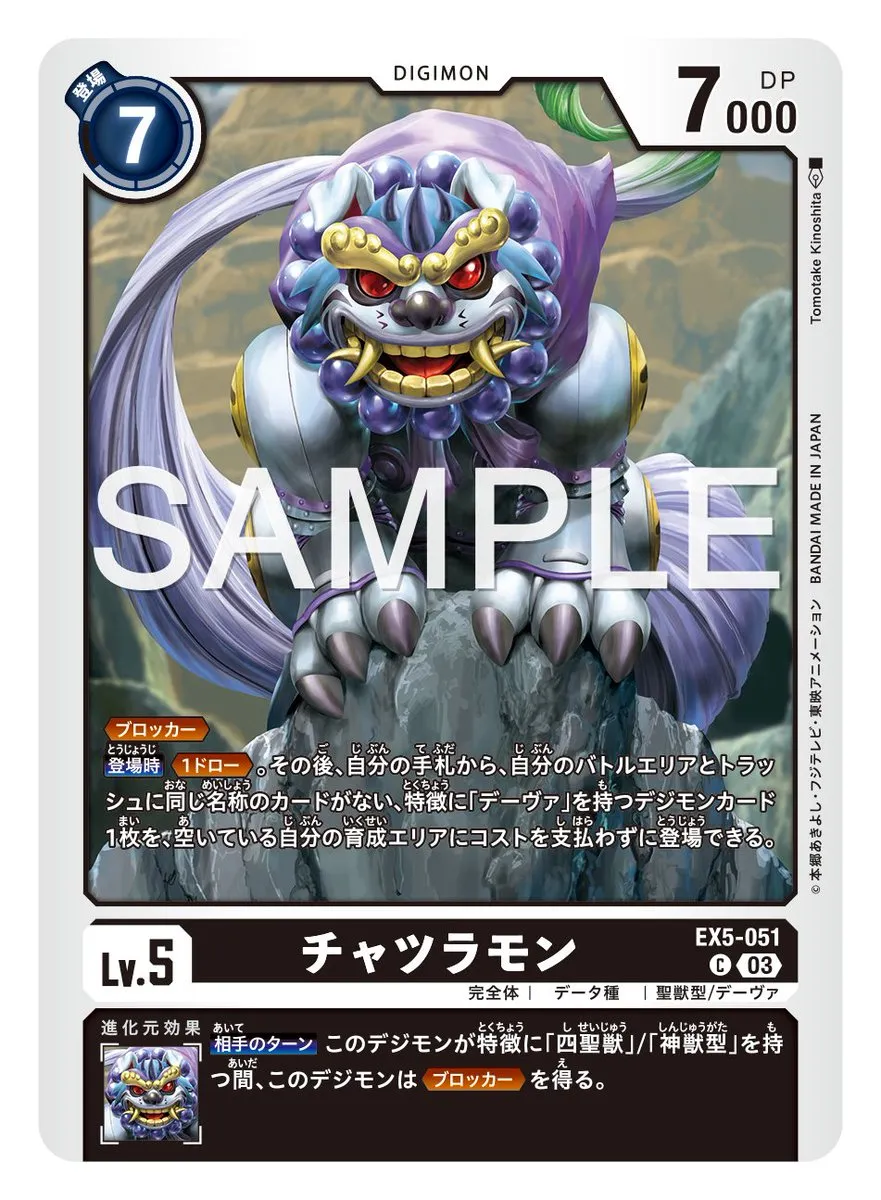 登場
7
DIGIMON
7000
DP
Tomotake Kinoshita
SAMPLE
ブロッカー
登場時 1ドロー 。その後、自分の手札から、自分のバトルエリアとトラッ
シュに同じ名称のカードがない、特徴に「デーヴァ」を持つデジモンカード
1枚を、空いている自分の育成エリアにコストを支払わずに登場できる。
© 本郷あきよし・フジテレビ・東映アニメーション BANDAI MADE IN JAPAN
Lv.5
チャツラモン
EX5-051
C 03
完全体 | データ種 | 聖獣型/デーヴァ
進化元効果
相手のターン このデジモンが特徴に「四聖獣」/「神獣型」を持
つ間、このデジモンは ブロッカー を得る。